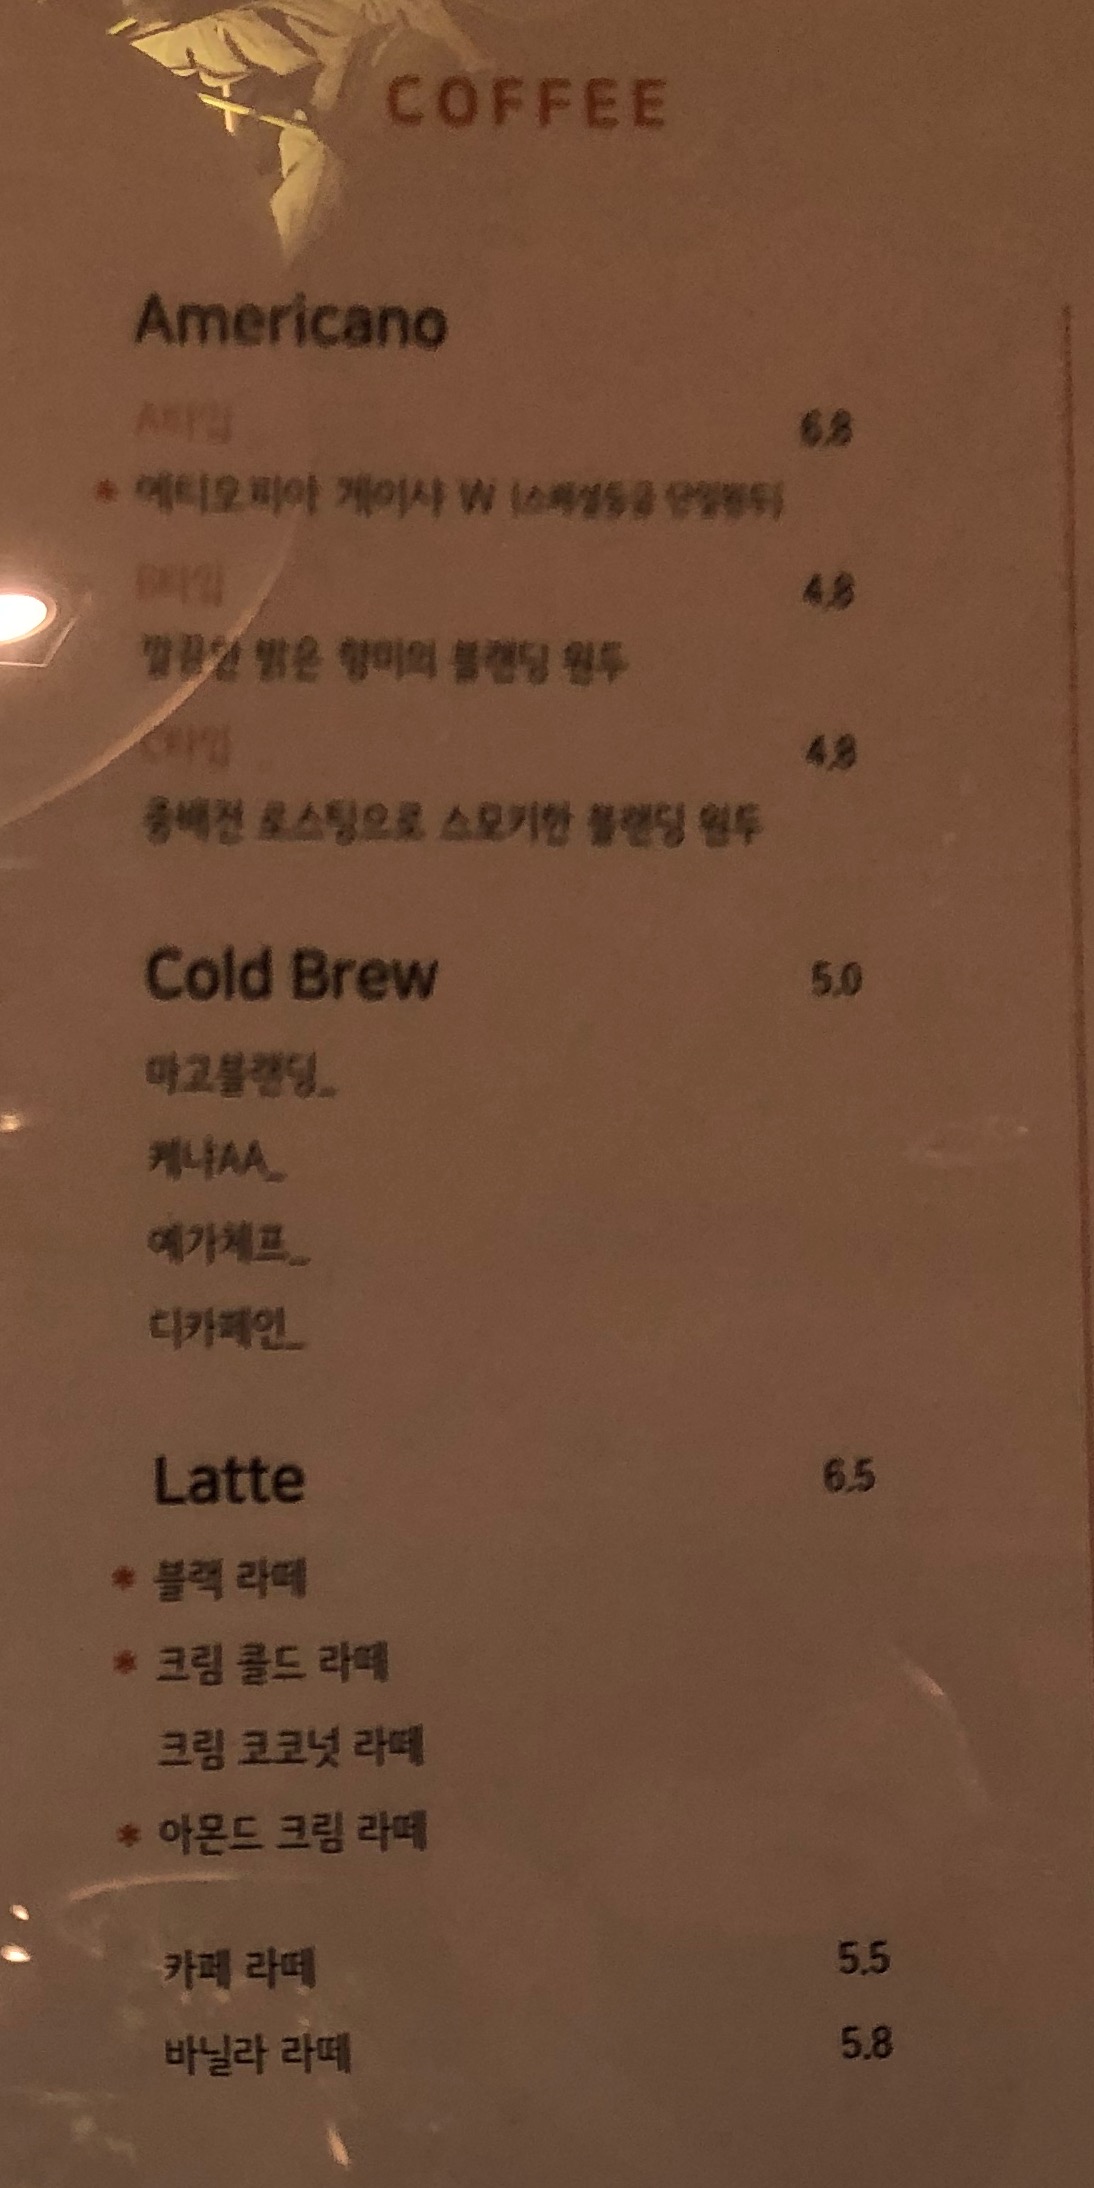 COFFEE
Americano
A타입 6.8
* 에티오피아 게이샤 W (스페셜등급 단일원두)
B타입 4.8
깔끔한 밝은 향미의 블랜딩 원두
C타입 4.8
중배전 로스팅으로 스모키한 블랜딩 원두
Cold Brew 5.0
마고블랜딩_
케냐AA_
예가체프_
디카페인_
Latte 6.5
* 블랙 라떼
* 크림 콜드 라떼
크림 코코넛 라떼
* 아몬드 크림 라떼
카페 라떼 5.5
바닐라 라떼 5.8